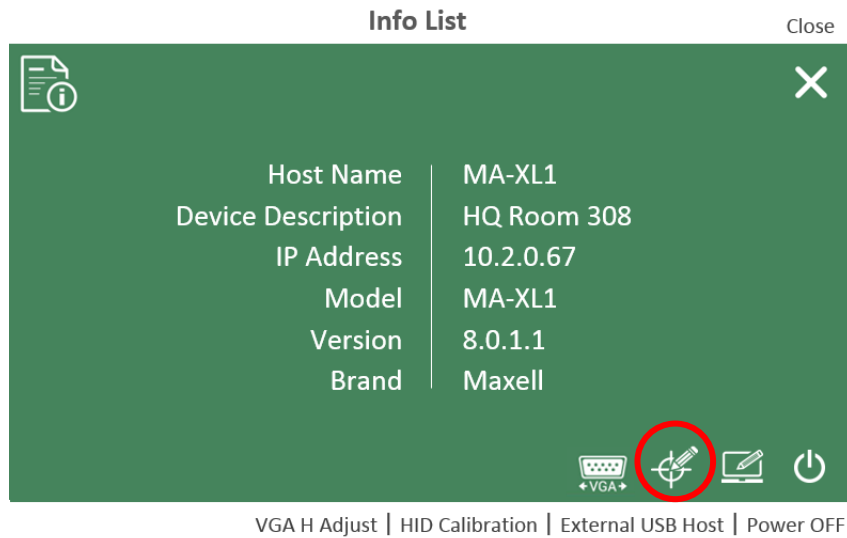 Info List
Close
Host Name MA-XL1
Device Description HQ Room 308
IP Address 10.2.0.67
Model MA-XL1
Version 8.0.1.1
Brand Maxell
VGA
VGA H Adjust | HID Calibration | External USB Host | Power OFF